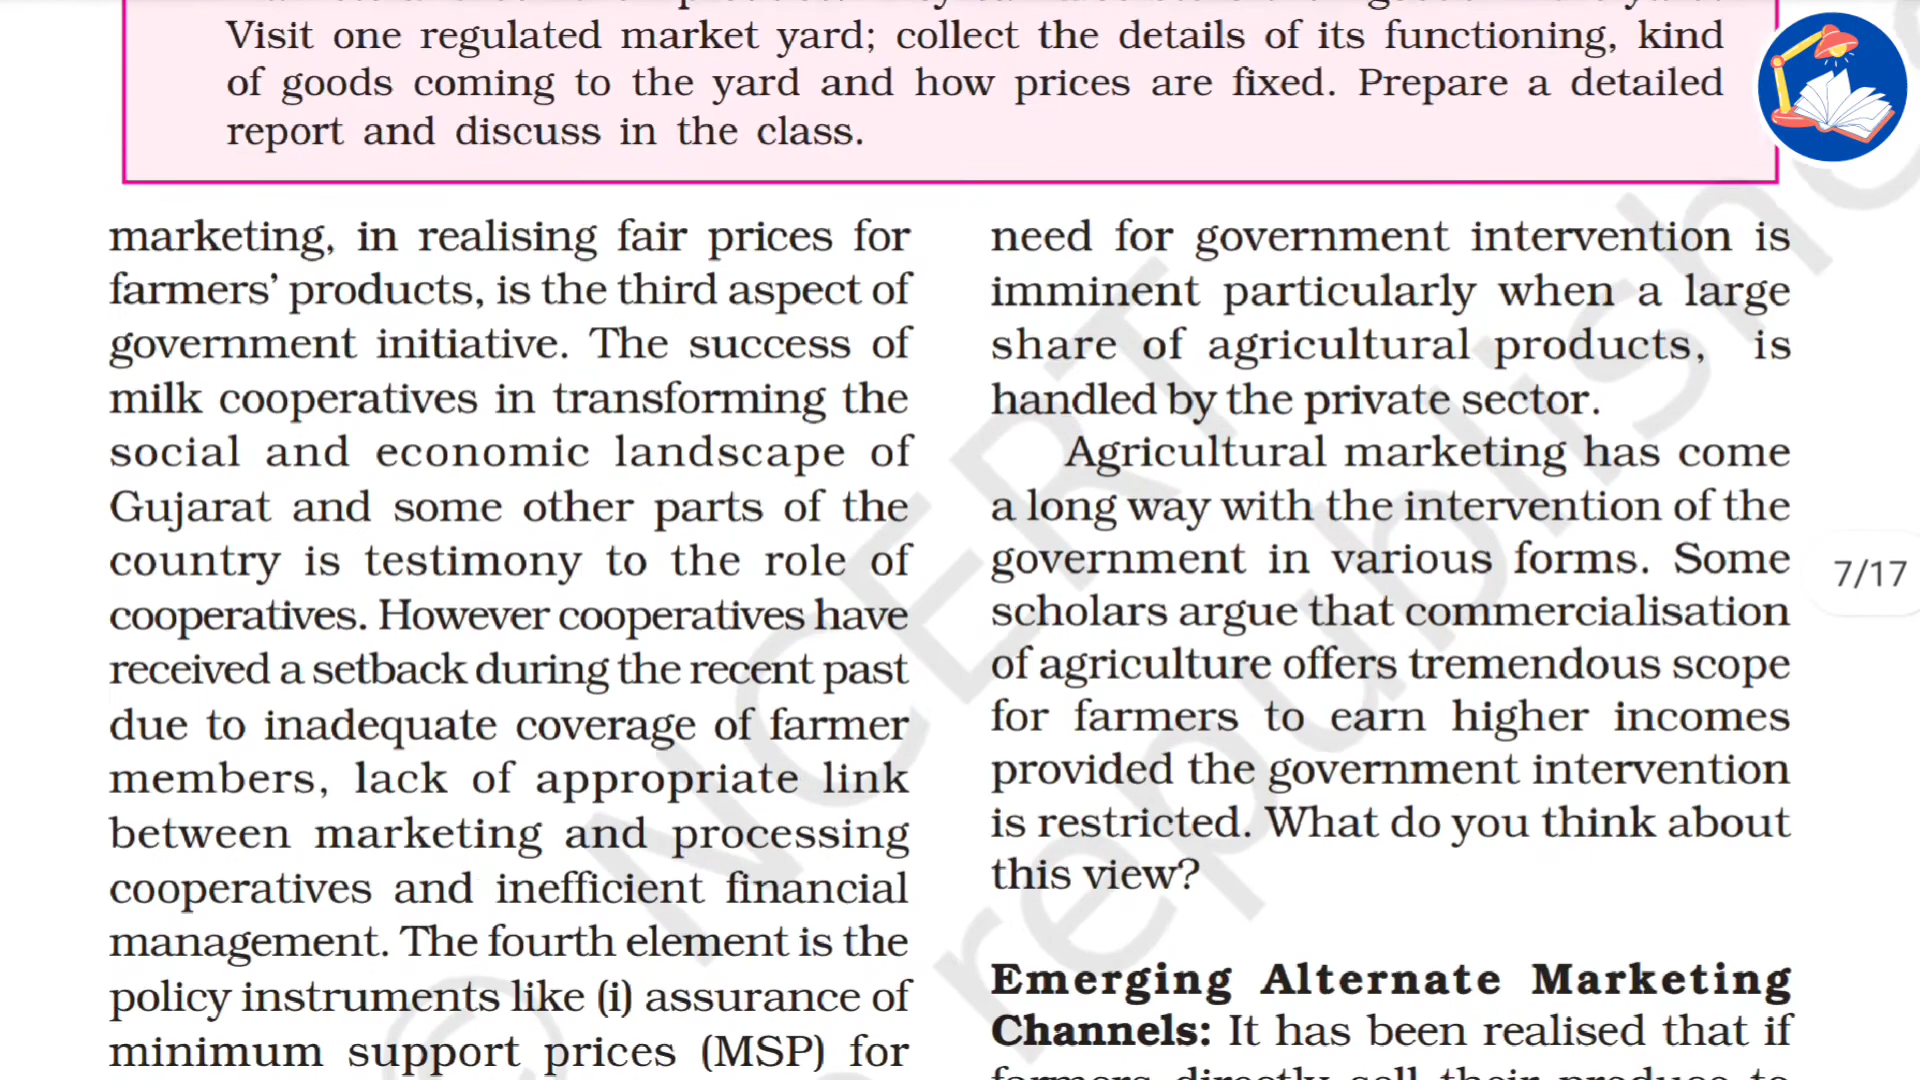 Visit one regulated market yard; collect the details of its functioning, kind
of goods coming to the yard and how prices are fixed. Prepare a detailed
report and discuss in the class.
marketing, in realising fair prices for
farmers’ products, is the third aspect of
government initiative. The success of
milk cooperatives in transforming the
social and economic landscape of
Gujarat and some other parts of the
country is testimony to the role of
cooperatives. However cooperatives have
received a setback during the recent past
due to inadequate coverage of farmer
members, lack of appropriate link
between marketing and processing
cooperatives and inefficient financial
management. The fourth element is the
policy instruments like (i) assurance of
minimum support prices (MSP) for
need for government intervention is
imminent particularly when a large
share of agricultural products, is
handled by the private sector.
Agricultural marketing has come
a long way with the intervention of the
government in various forms. Some
scholars argue that commercialisation
of agriculture offers tremendous scope
for farmers to earn higher incomes
provided the government intervention
is restricted. What do you think about
this view?
Emerging Alternate Marketing
Channels: It has been realised that if
farmers directly sell their produce to
7/17
© NCERT
republishe